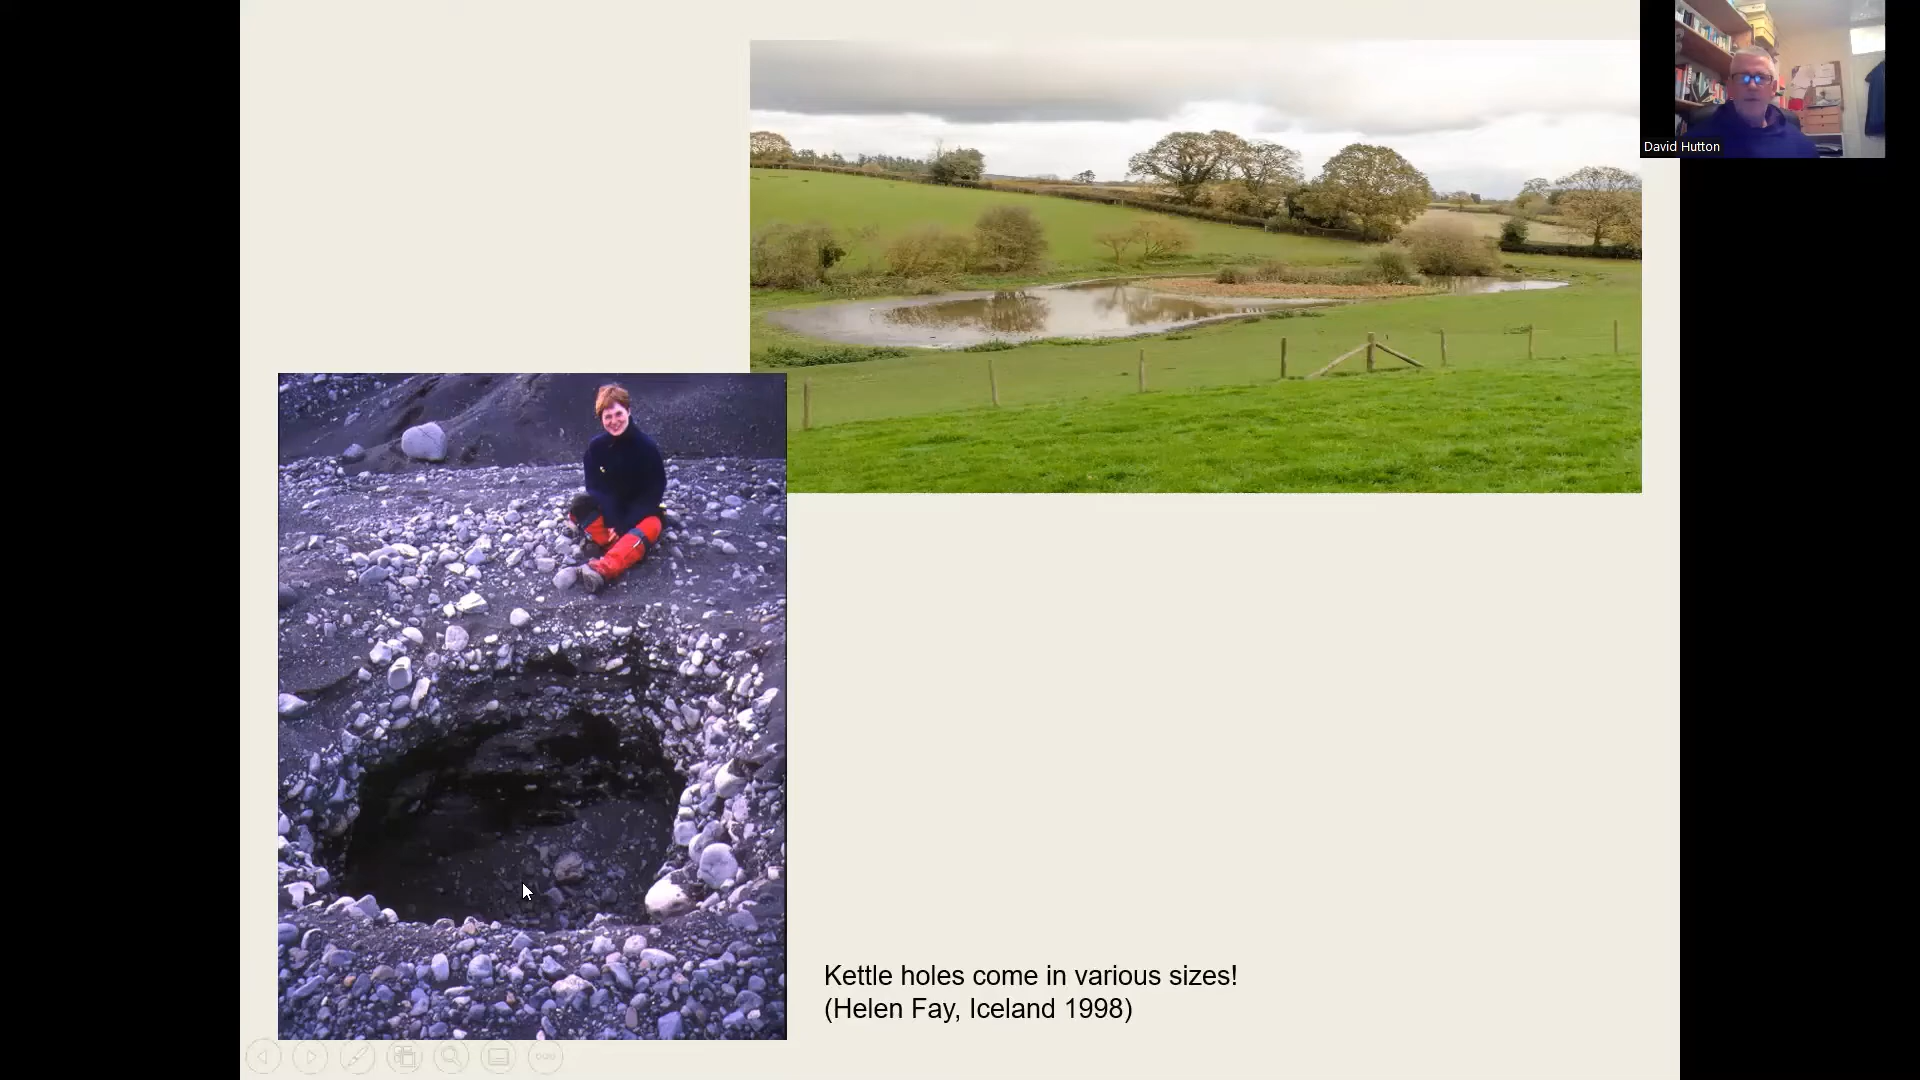 David Hutton
Kettle holes come in various sizes!
(Helen Fay, Iceland 1998)